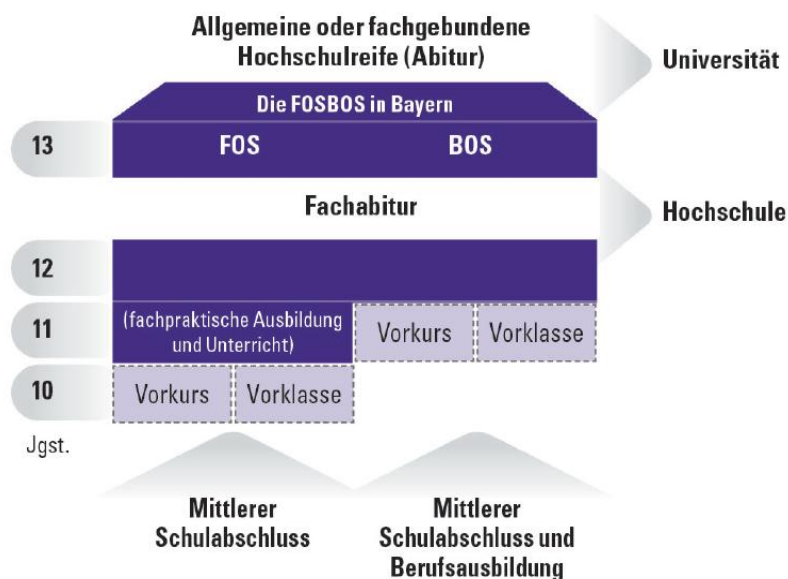 Allgemeine oder fachgebundene
Hochschulreife (Abitur)
Universität
Die FOSBOS in Bayern
13
FOS
BOS
Fachabitur
Hochschule
12
11
(fachpraktische Ausbildung
und Unterricht)
Vorkurs
Vorklasse
10
Vorkurs
Vorklasse
Jgst.
Mittlerer
Schulabschluss
Mittlerer
Schulabschluss und
Berufsausbildung